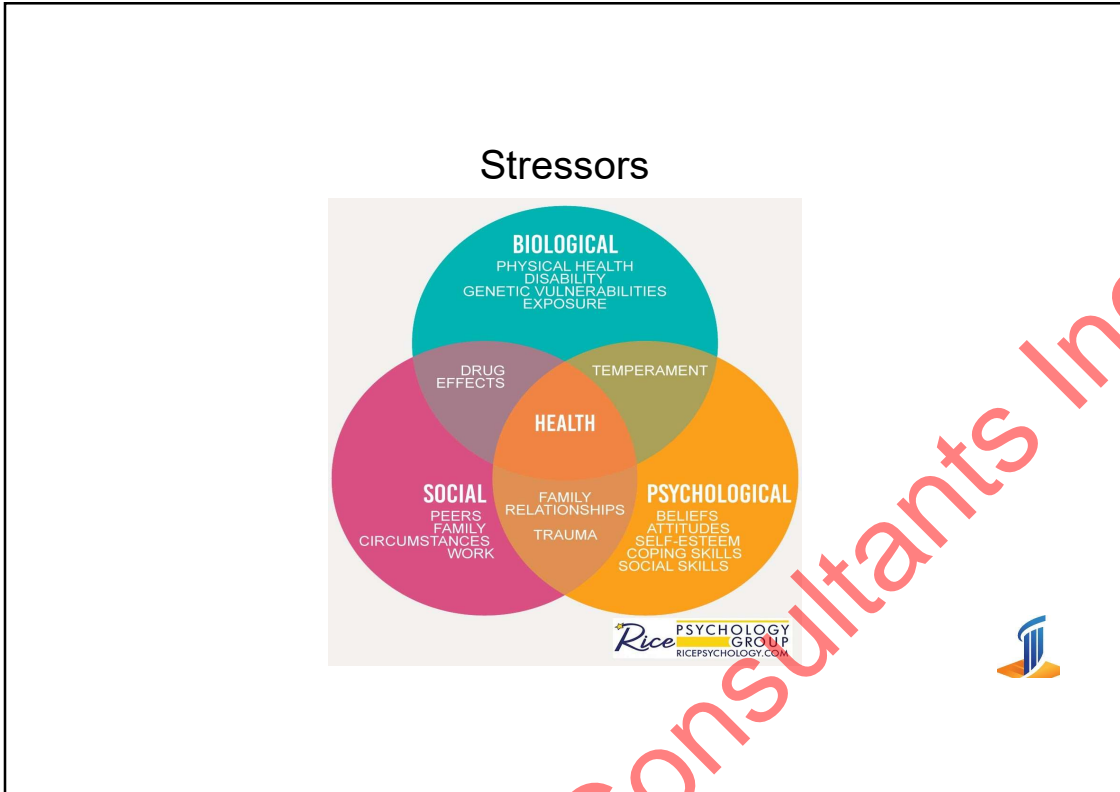 Stressors
BIOLOGICAL
PHYSICAL HEALTH
DISABILITY
GENETIC VULNERABILITIES
EXPOSURE
DRUG
EFFECTS
TEMPERAMENT
HEALTH
SOCIAL
PEERS
FAMILY
CIRCUMSTANCES
WORK
FAMILY
RELATIONSHIPS
TRAUMA
PSYCHOLOGICAL
BELIEFS
ATTITUDES
SELF-ESTEEM
COPING SKILLS
SOCIAL SKILLS
Rice PSYCHOLOGY
GROUP
RICEPSYCHOLOGY.COM
Consultants Inc